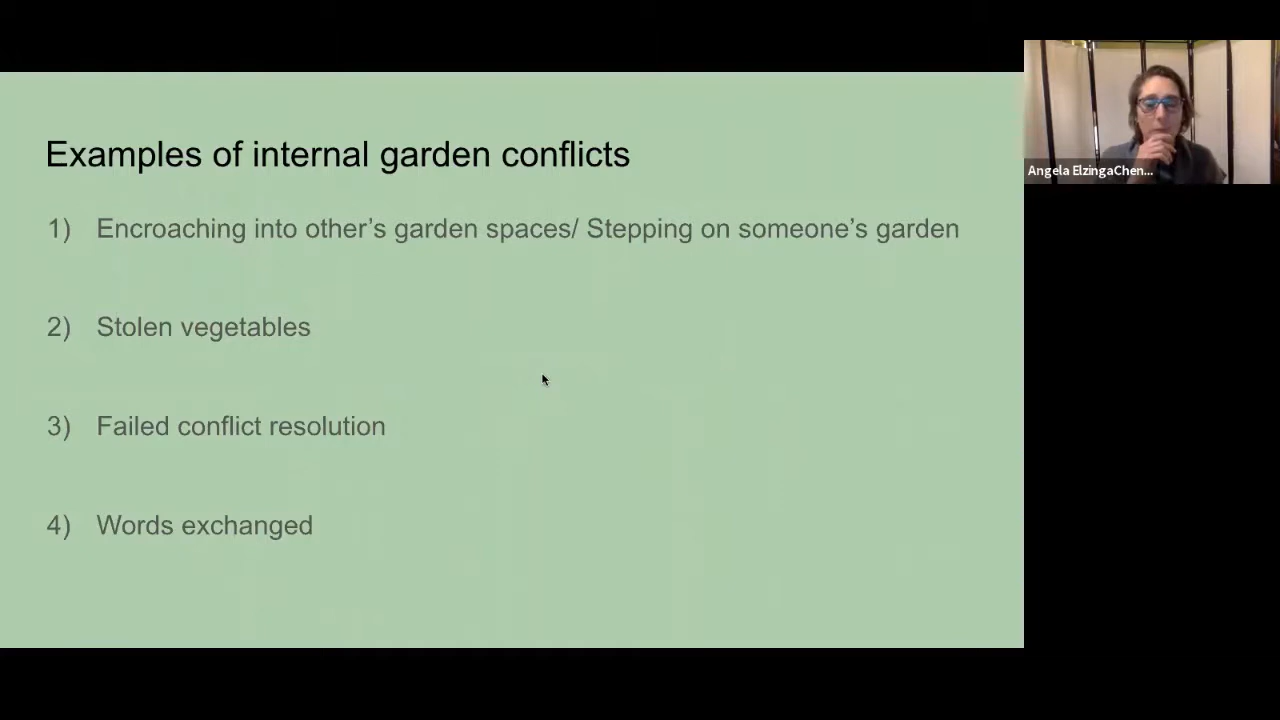 Examples of internal garden conflicts
1) Encroaching into other’s garden spaces/ Stepping on someone’s garden
2) Stolen vegetables
3) Failed conflict resolution
4) Words exchanged
Angela ElzingaChen...